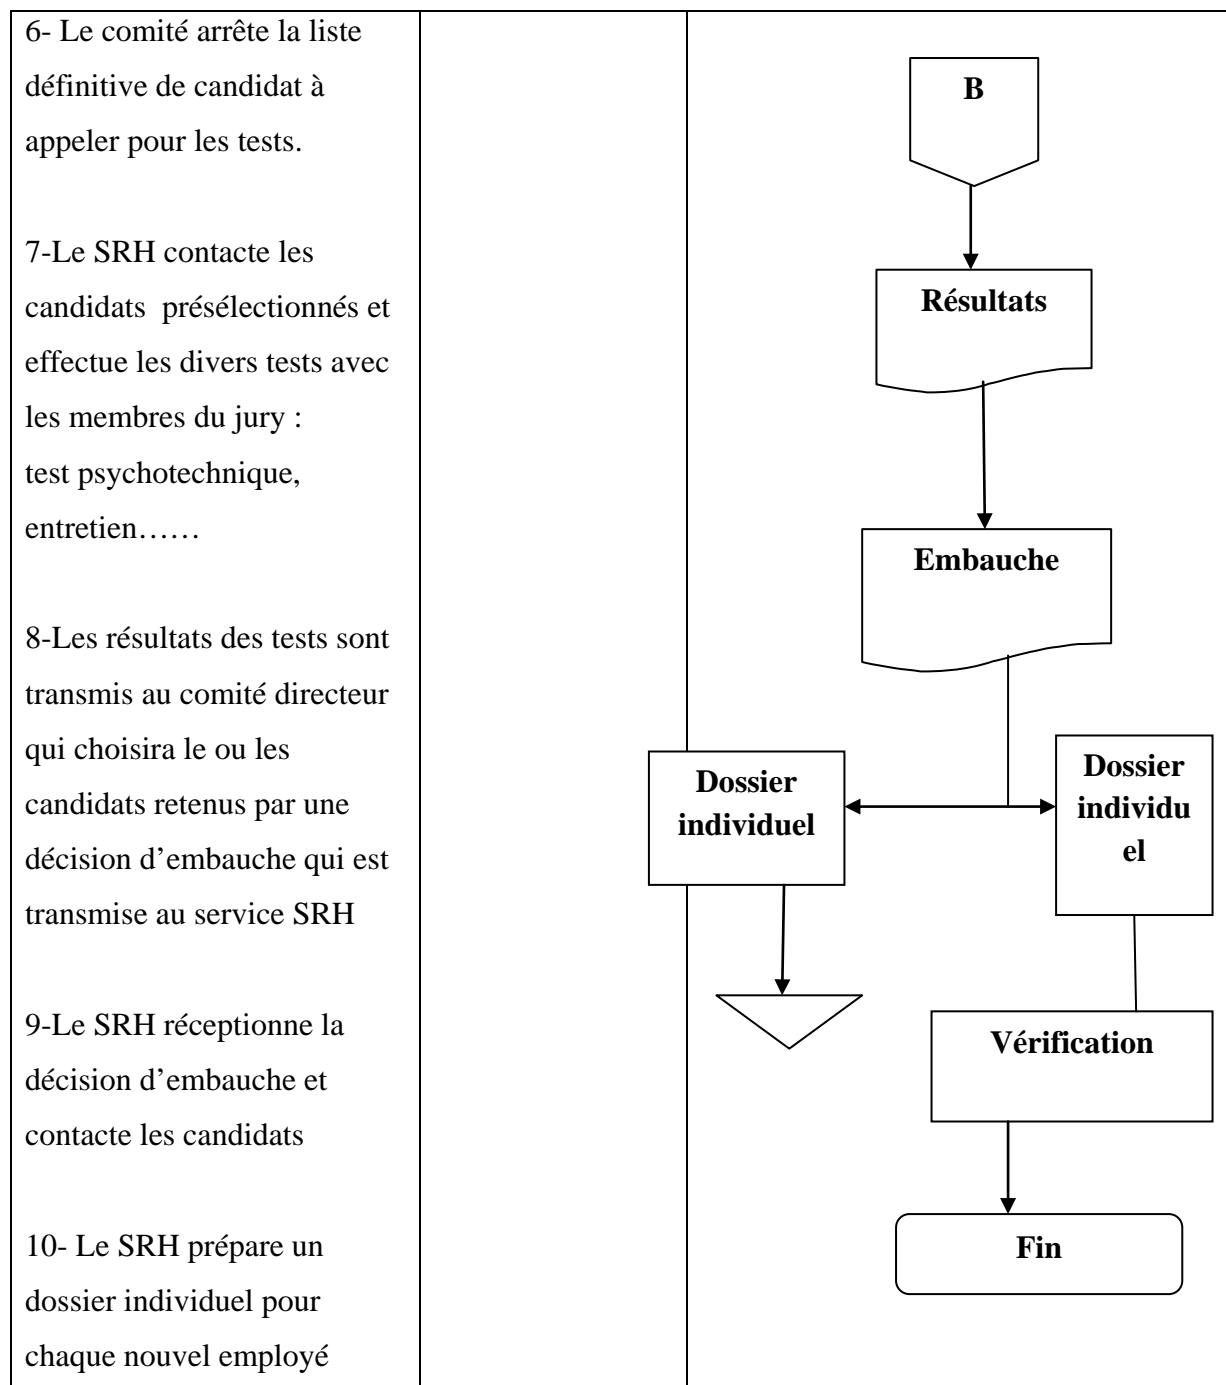 6- Le comité arrête la liste
définitive de candidat à
appeler pour les tests.
7-Le SRH contacte les
candidats  présélectionnés et
effectue les divers tests avec
les membres du jury :
test psychotechnique,
entretien……
8-Les résultats des tests sont
transmis au comité directeur
qui choisira le ou les
candidats retenus par une
décision d’embauche qui est
transmise au service SRH
9-Le SRH réceptionne la
décision d’embauche et
contacte les candidats
10- Le SRH prépare un
dossier individuel pour
chaque nouvel employé
B
Résultats
Embauche
Dossier
individuel
Dossier
individu
el
Vérification
Fin